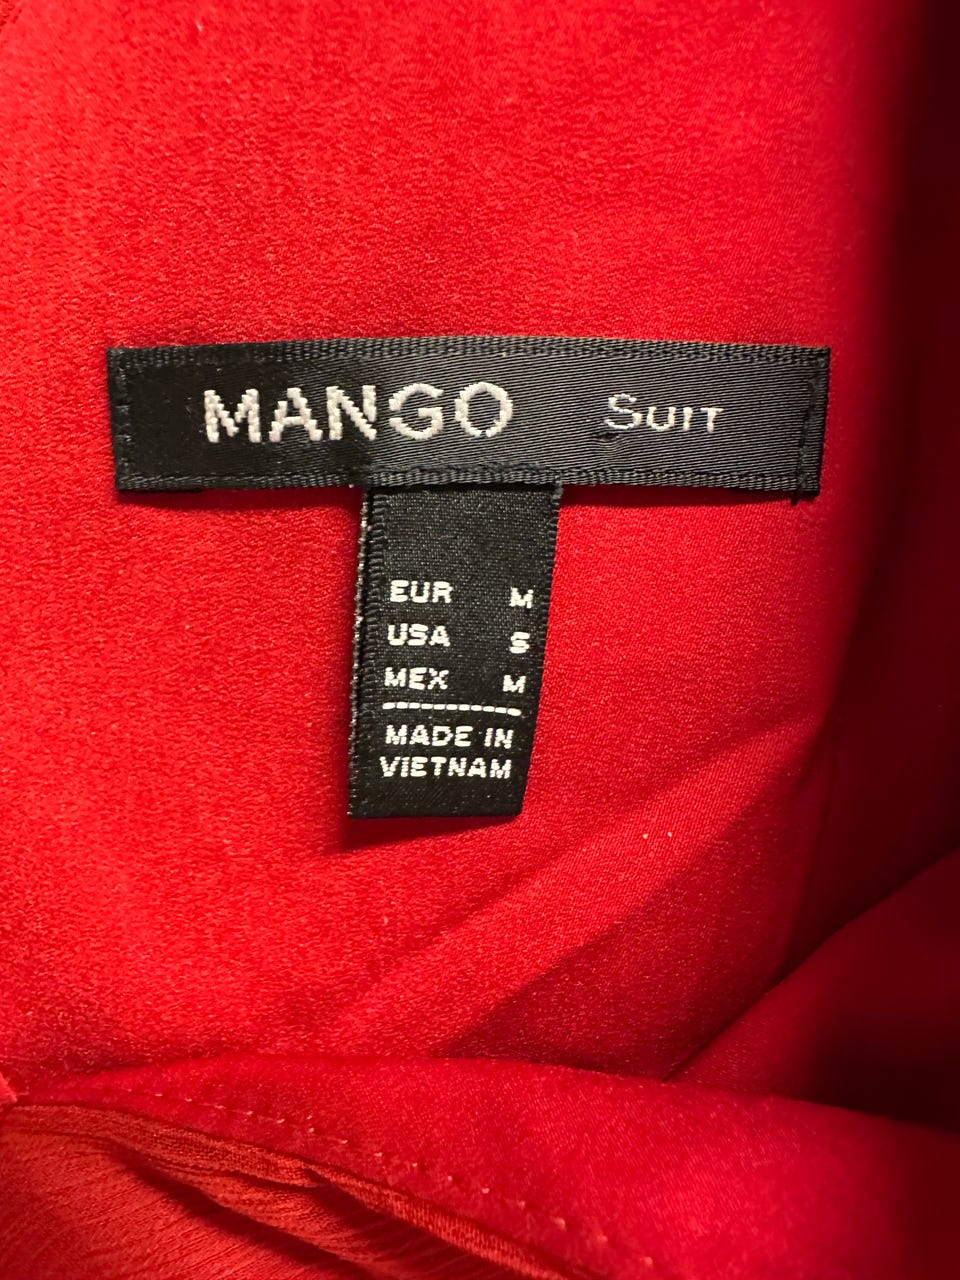 MANGO SUIT
EUR M
USA S
MEX M
MADE IN
VIETNAM